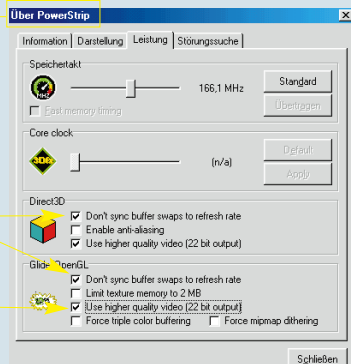 Über PowerStrip
Information Darstellung Leistung Störungssuche
Speichertakt
MHz
166,1 MHz
Standard
Fast memory timing
Übertragen
Core clock
3Dfx
(n/a)
Default
Apply
Direct3D
Don't sync buffer swaps to refresh rate
Enable anti-aliasing
Use higher quality video (22 bit output)
Glide/OpenGL
Don't sync buffer swaps to refresh rate
Limit texture memory to 2 MB
Use higher quality video (22 bit output)
Force triple color buffering Force mipmap dithering
Schließen